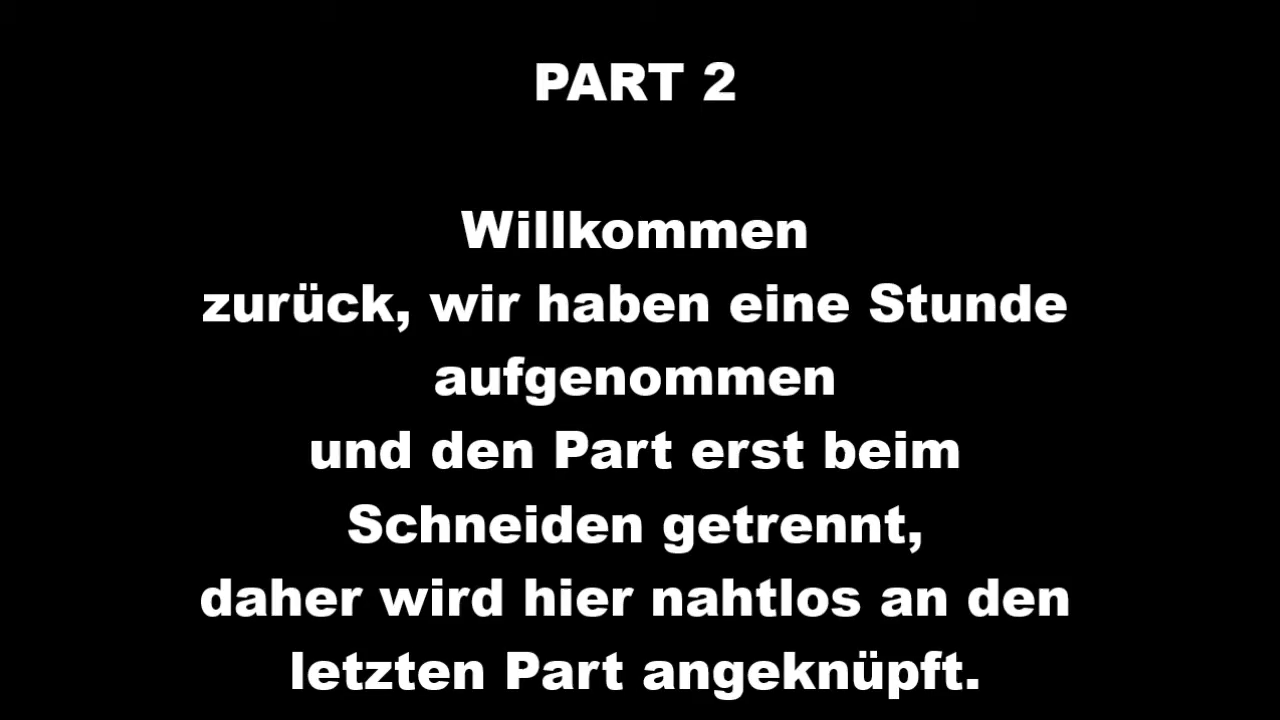 PART 2
Willkommen
zurück, wir haben eine Stunde
aufgenommen
und den Part erst beim
Schneiden getrennt,
daher wird hier nahtlos an den
letzten Part angeknüpft.